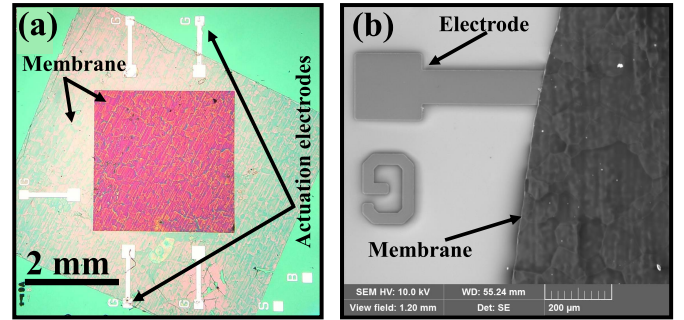 (a)
Membrane
G
G
G
G
S
B
S
Actuation electrodes
2 mm
(b)
Electrode
G
Membrane
SEM HV: 10.0 kV
WD: 55.24 mm
View field: 1.20 mm
Det: SE
200 µm